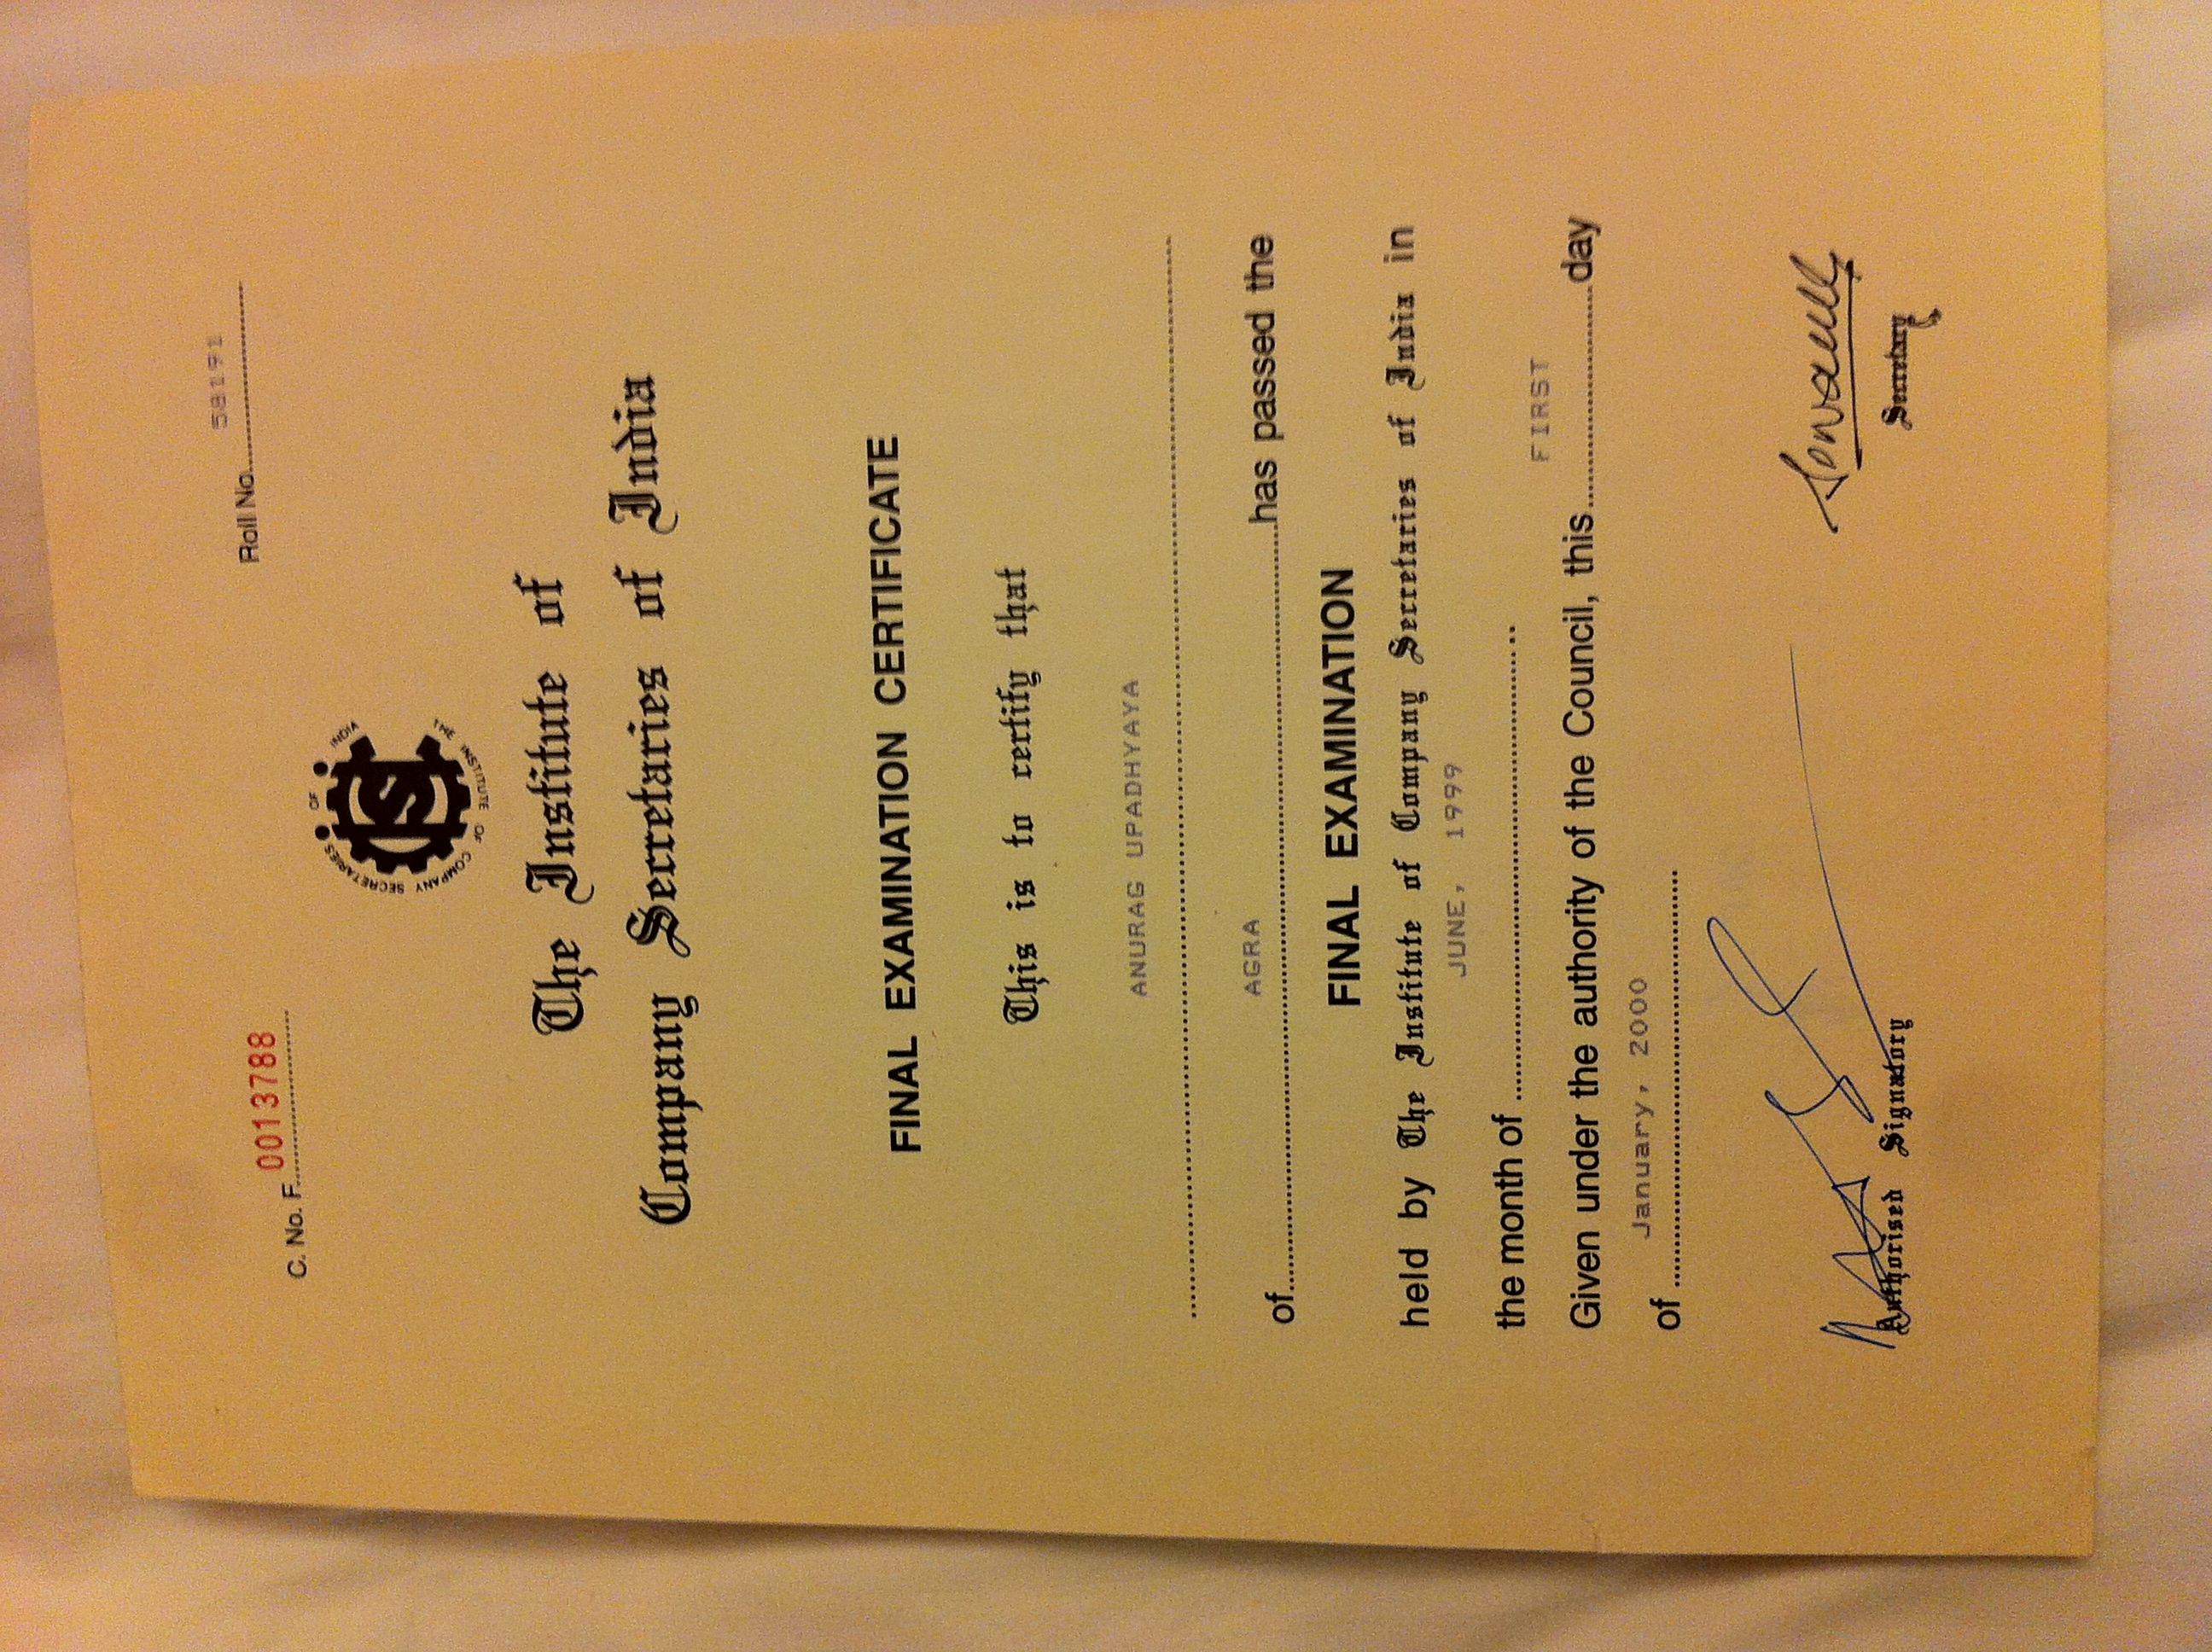 C. No. F. 0013788
Roll No. 58191
THE INSTITUTE OF COMPANY SECRETARIES OF INDIA
The Institute of
Company Secretaries of India
FINAL EXAMINATION CERTIFICATE
This is to certify that
ANURAG UPADHYAYA
of AGRA has passed the
FINAL EXAMINATION
held by The Institute of Company Secretaries of India in
the month of JUNE, 1999
Given under the authority of the Council, this FIRST day
of January, 2000
Authorised Signatory
Secretary